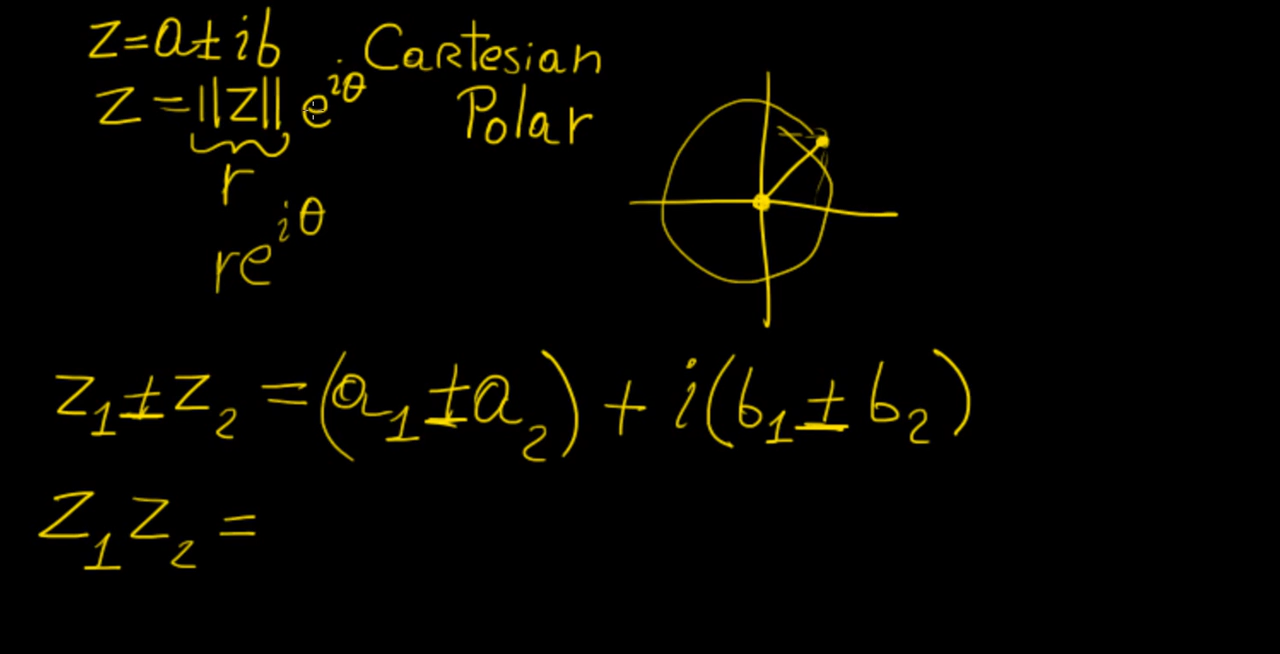 z=a±ib Cartesian
z=||z|| e^{iθ} Polar
r
re^{iθ}
z₁±z₂=(a₁±a₂)+i(b₁±b₂)
z₁z₂=